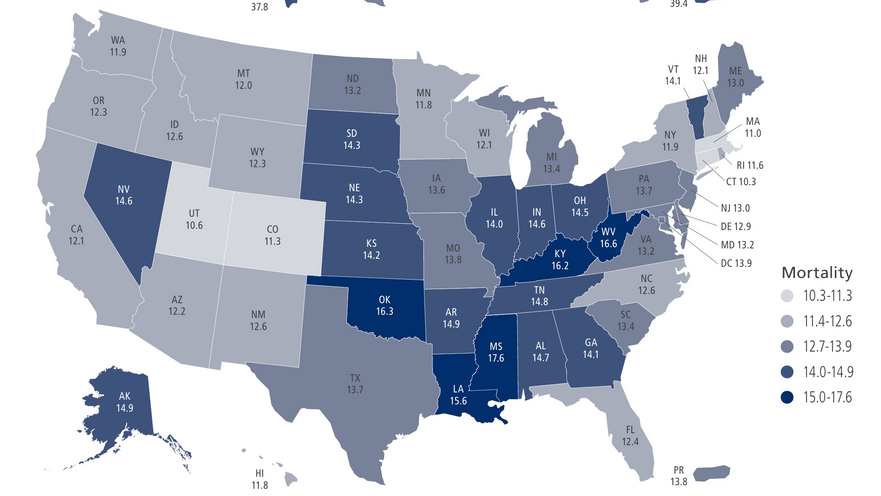 37.8
39.4
WA
11.9
OR
12.3
ID
12.6
MT
12.0
WY
12.3
ND
13.2
SD
14.3
NE
14.3
KS
14.2
OK
16.3
TX
13.7
NM
12.6
AZ
12.2
CA
12.1
NV
14.6
UT
10.6
CO
11.3
MN
11.8
IA
13.6
MO
13.8
AR
14.9
LA
15.6
MS
17.6
AL
14.7
GA
14.1
FL
12.4
SC
13.4
NC
12.6
TN
14.8
KY
16.2
WV
16.6
VA
13.2
OH
14.5
IN
14.6
IL
14.0
WI
12.1
MI
13.4
PA
13.7
NY
11.9
VT
14.1
NH
12.1
ME
13.0
MA
11.0
RI 11.6
CT 10.3
NJ 13.0
DE 12.9
MD 13.2
DC 13.9
AK
14.9
HI
11.8
PR
13.8
Mortality
10.3-11.3
11.4-12.6
12.7-13.9
14.0-14.9
15.0-17.6